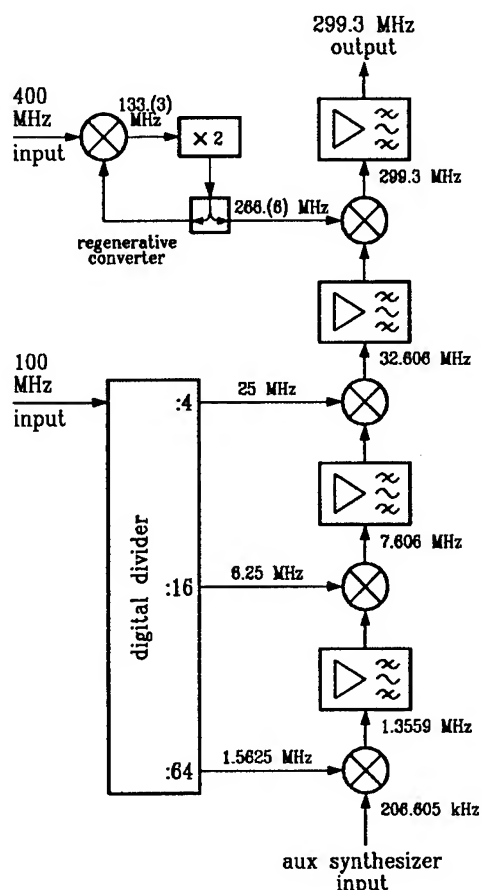 299.3 MHz
output
400
MHz
input
133.(3)
MHz
× 2
299.3 MHz
266.(6) MHz
regenerative
converter
32.606 MHz
100
MHz
input
:4
25 MHz
7.606 MHz
digital divider
:16
6.25 MHz
1.3559 MHz
:64
1.5625 MHz
206.605 kHz
aux synthesizer
input